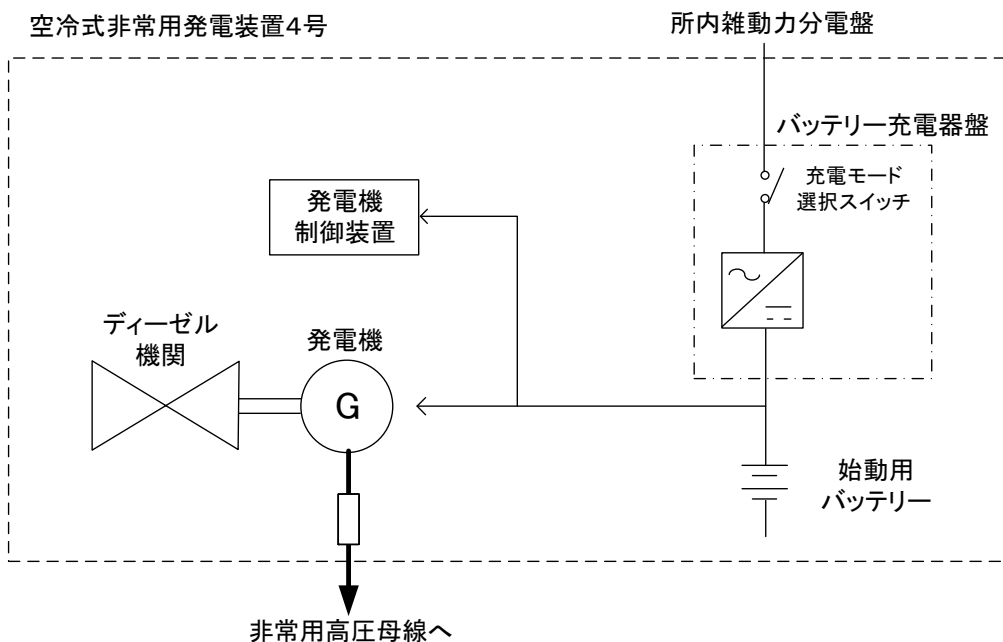 空冷式非常用発電装置4号
所内雑動力分電盤
バッテリー充電器盤
充電モード
選択スイッチ
発電機
制御装置
ディーゼル
機関
発電機
G
始動用
バッテリー
非常用高圧母線へ